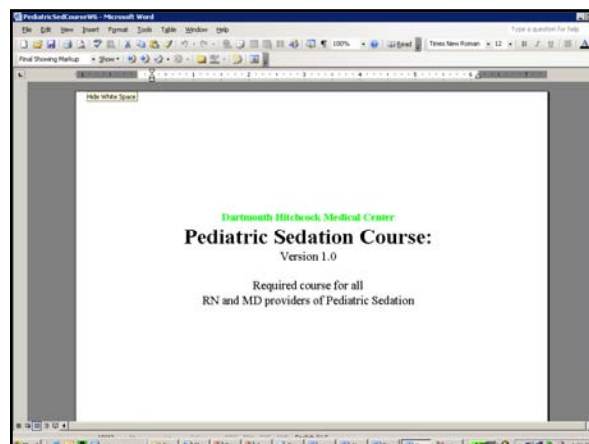 PediatricSedCourseW6 - Microsoft Word
File Edit View Insert Format Tools Table Window Help
Type a question for help
100% Read Times New Roman 12 B I U
Final Showing Markup Show
Hide White Space
Dartmouth Hitchcock Medical Center
Pediatric Sedation Course:
Version 1.0
Required course for all
RN and MD providers of Pediatric Sedation